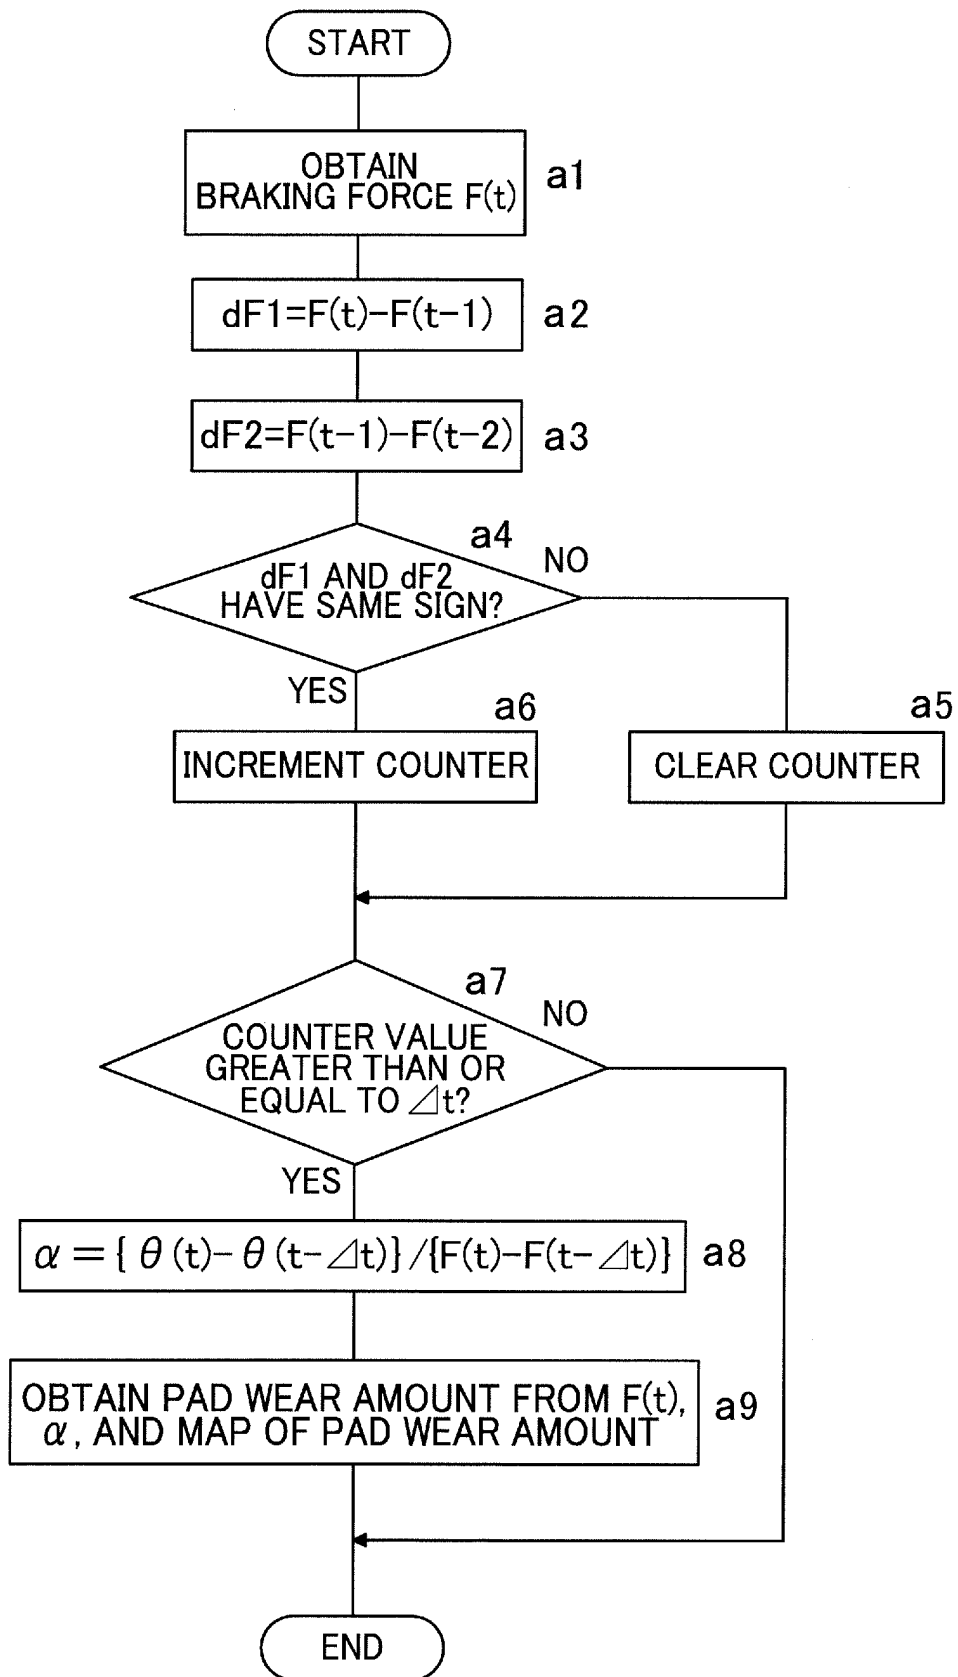 START
OBTAIN
BRAKING FORCE F(t)
a1
dF1=F(t)-F(t-1)
a2
dF2=F(t-1)-F(t-2)
a3
a4
NO
dF1 AND dF2
HAVE SAME SIGN?
YES
a6
INCREMENT COUNTER
a5
CLEAR COUNTER
a7
NO
COUNTER VALUE
GREATER THAN OR
EQUAL TO ⊿t?
YES
α={θ(t)-θ(t-⊿t)}/{F(t)-F(t-⊿t)}
a8
OBTAIN PAD WEAR AMOUNT FROM F(t),
α, AND MAP OF PAD WEAR AMOUNT
a9
END